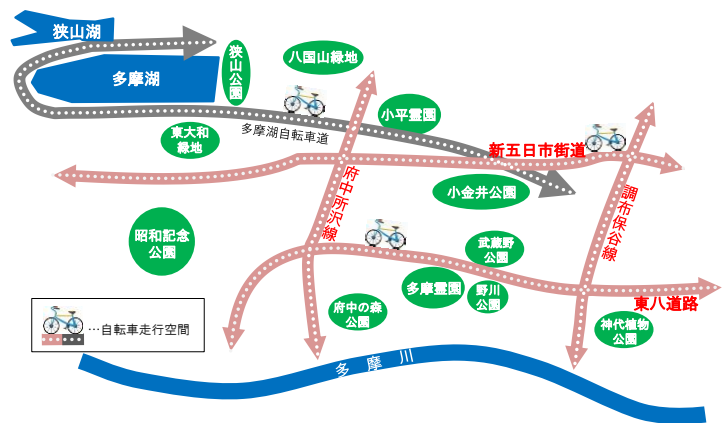 狭山湖
多摩湖
狭山公園
八国山緑地
小平霊園
東大和
緑地
多摩湖自転車道
新五日市街道
府中所沢線
小金井公園
調布保谷線
昭和記念
公園
武蔵野
公園
多摩霊園
野川
公園
東八道路
府中の森
公園
神代植物
公園
…自転車走行空間
多摩川